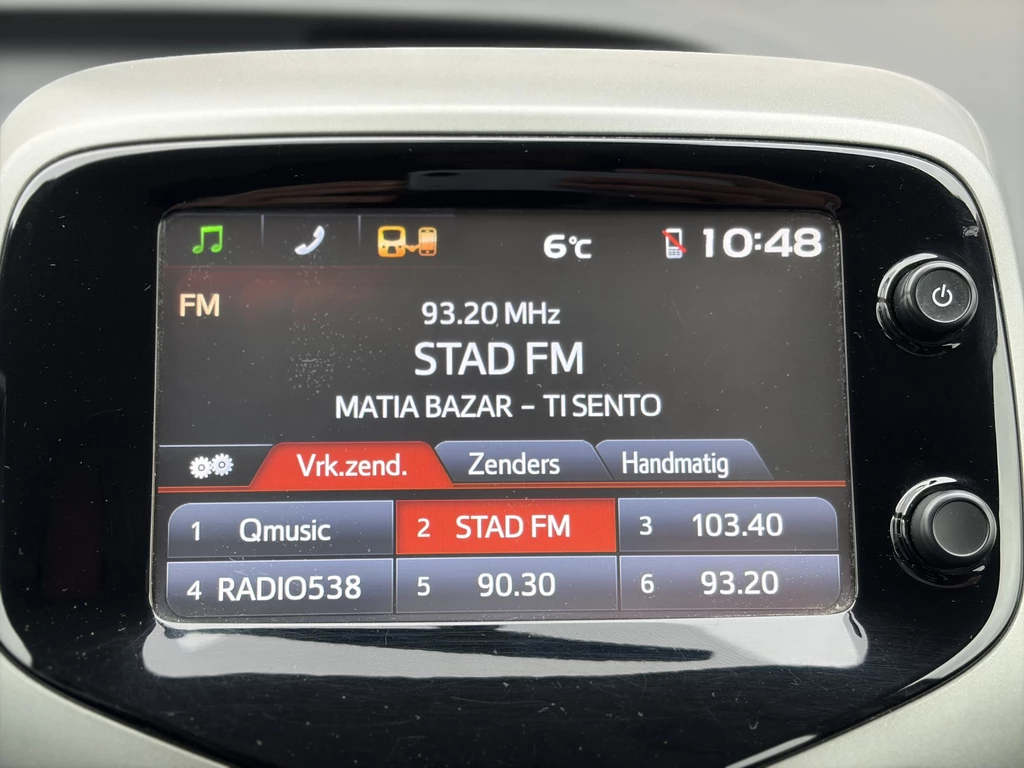 6°C 10:48
FM
93.20 MHz
STAD FM
MATIA BAZAR - TI SENTO
Vrk.zend. Zenders Handmatig
1 Qmusic 2 STAD FM 3 103.40
4 RADIO538 5 90.30 6 93.20